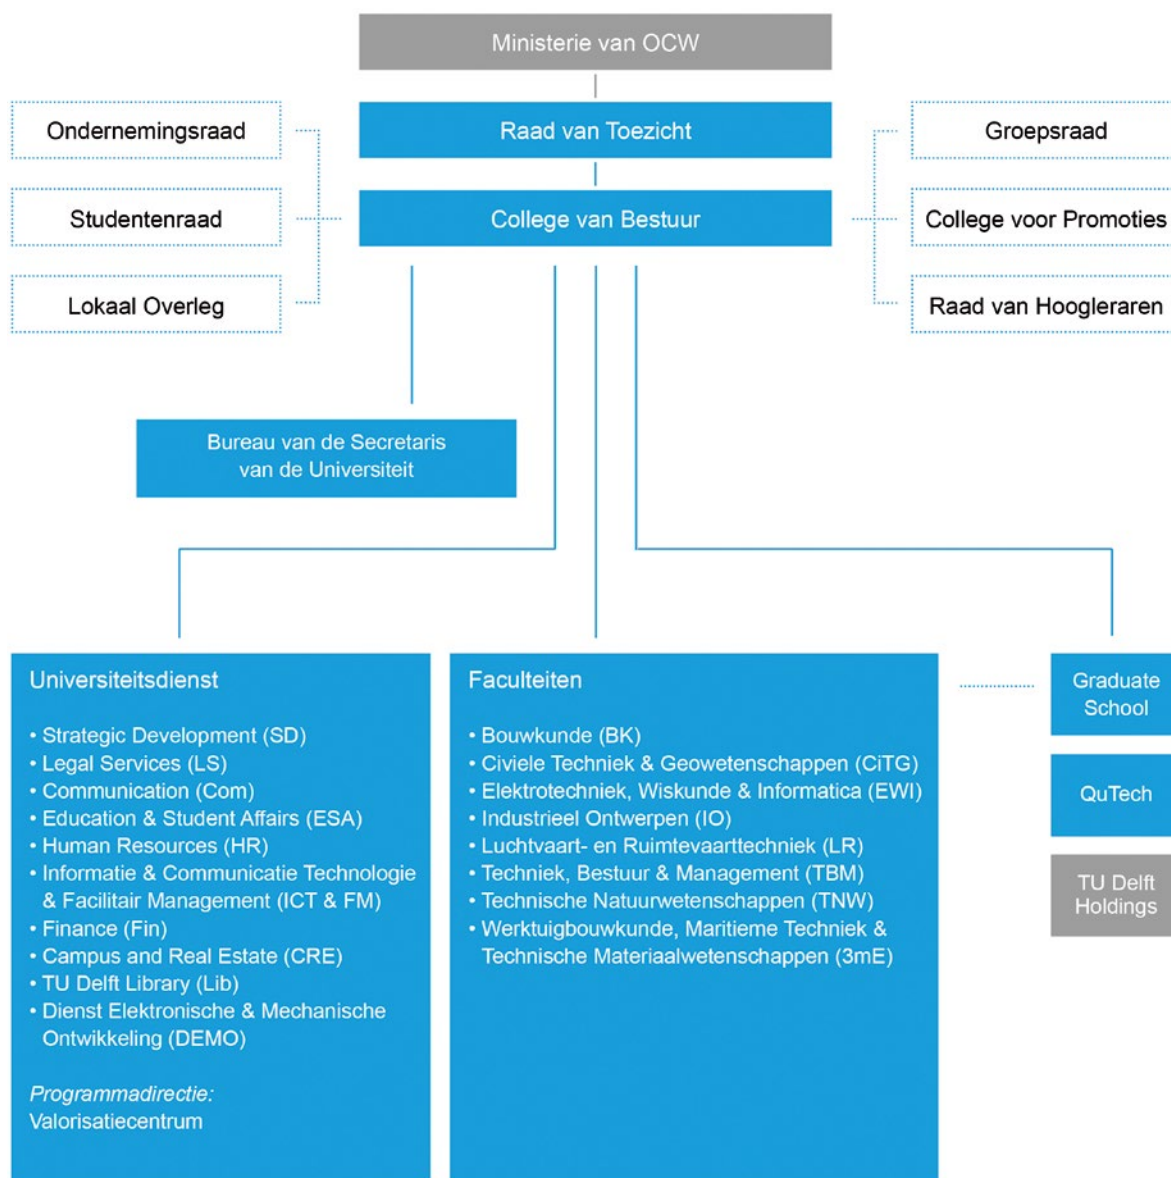 Ministerie van OCW
Raad van Toezicht
College van Bestuur
Ondernemingsraad
Studentenraad
Lokaal Overleg
Groepsraad
College voor Promoties
Raad van Hoogleraren
Bureau van de Secretaris
van de Universiteit
Universiteitsdienst
• Strategic Development (SD)
• Legal Services (LS)
• Communication (Com)
• Education & Student Affairs (ESA)
• Human Resources (HR)
• Informatie & Communicatie Technologie
& Facilitair Management (ICT & FM)
• Finance (Fin)
• Campus and Real Estate (CRE)
• TU Delft Library (Lib)
• Dienst Elektronische & Mechanische
Ontwikkeling (DEMO)
Programmadirectie:
Valorisatiecentrum
Faculteiten
• Bouwkunde (BK)
• Civiele Techniek & Geowetenschappen (CiTG)
• Elektrotechniek, Wiskunde & Informatica (EWI)
• Industrieel Ontwerpen (IO)
• Luchtvaart- en Ruimtevaarttechniek (LR)
• Techniek, Bestuur & Management (TBM)
• Technische Natuurwetenschappen (TNW)
• Werktuigbouwkunde, Maritieme Techniek &
Technische Materiaalwetenschappen (3mE)
Graduate
School
QuTech
TU Delft
Holdings